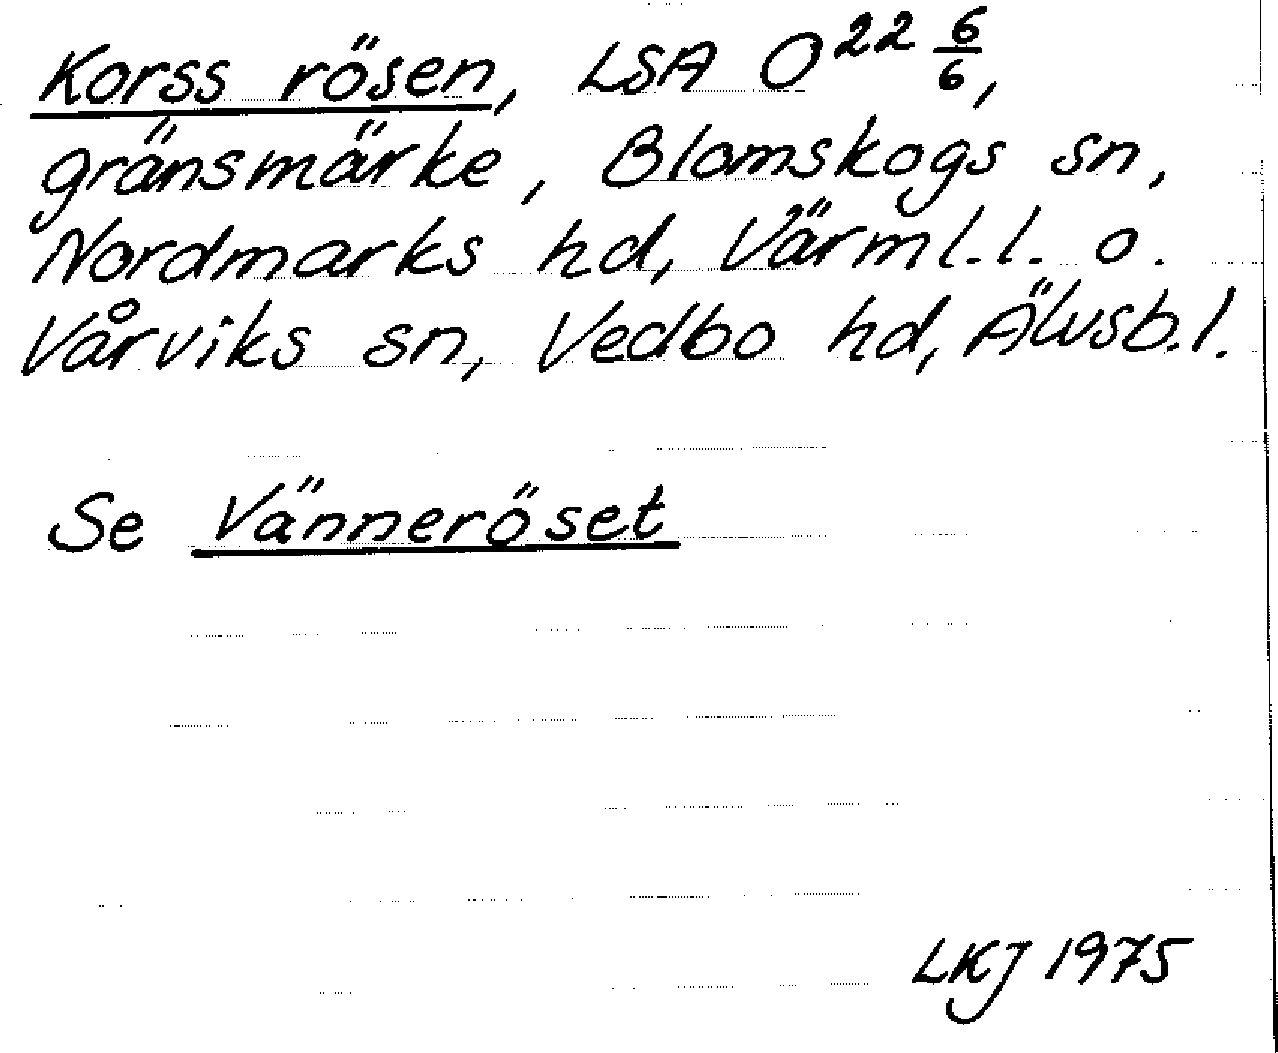 Korss rösen, LSA O²² 6/6,
gränsmärke, Blomskogs sn,
Nordmarks hd, Värml.l. o.
Vårviks sn, Vedbo hd, Älvsb.l.
Se Vänneröset
LKJ 1975